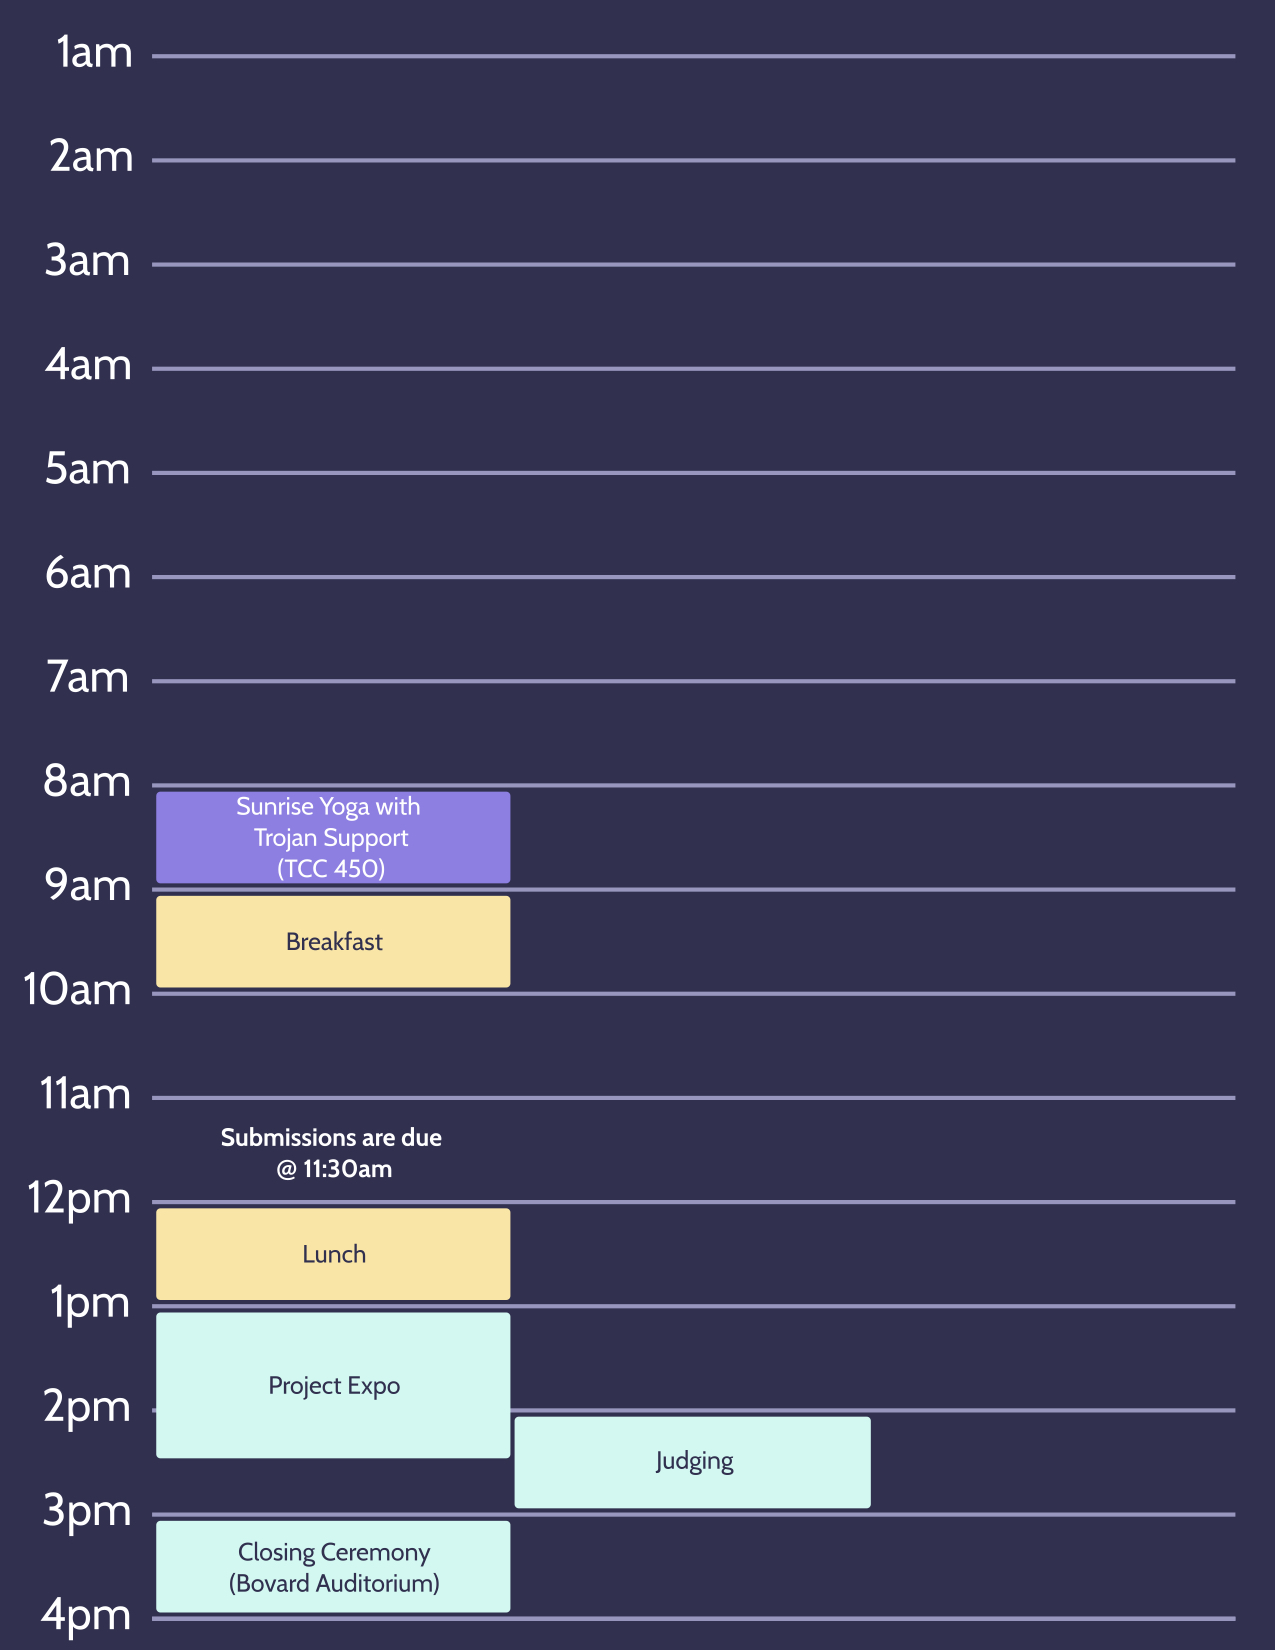 1am
2am
3am
4am
5am
6am
7am
8am
Sunrise Yoga with
Trojan Support
(TCC 450)
9am
Breakfast
10am
11am
Submissions are due
@ 11:30am
12pm
Lunch
1pm
Project Expo
2pm
Judging
3pm
Closing Ceremony
(Bovard Auditorium)
4pm